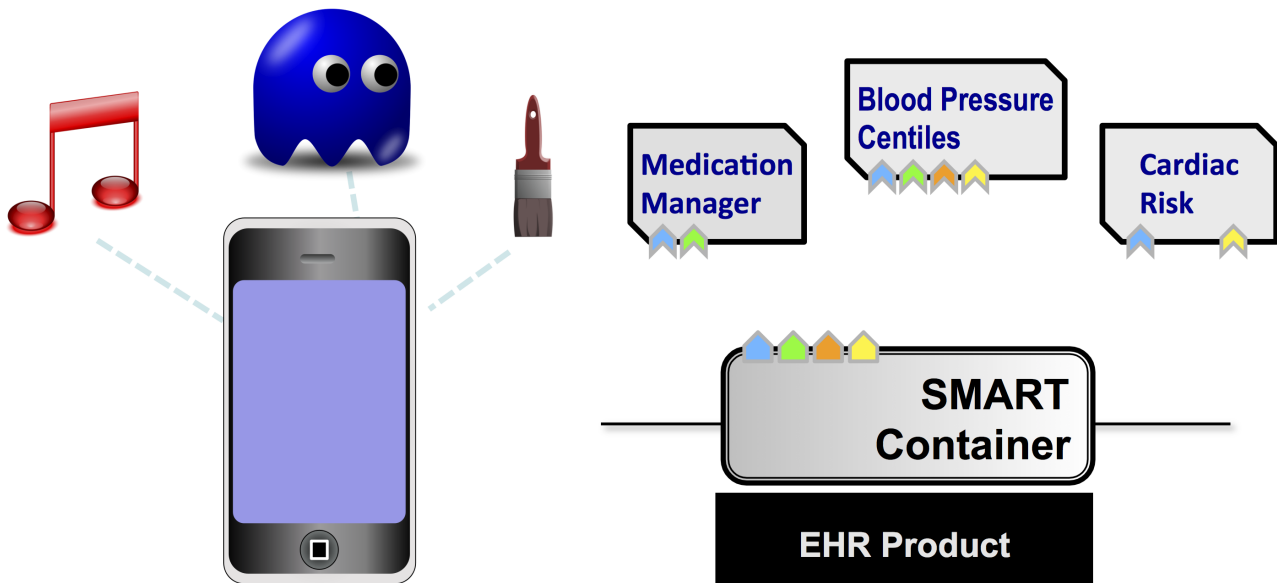 Blood Pressure
Centiles
Medication
Manager
Cardiac
Risk
SMART
Container
EHR Product